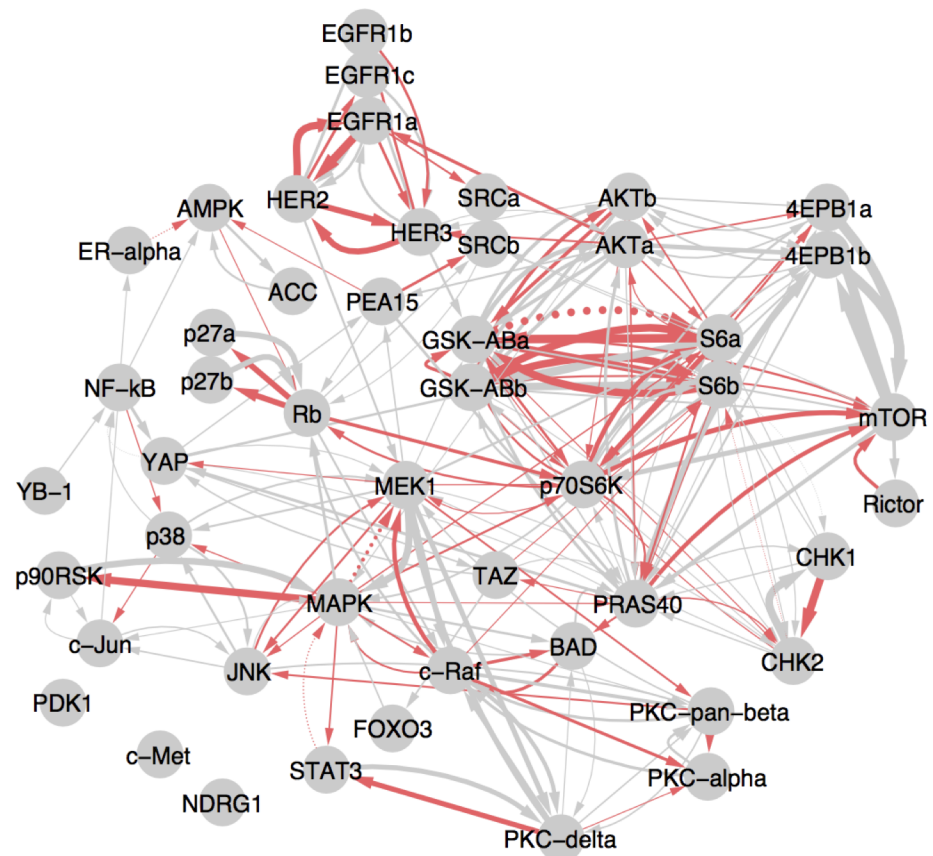 EGFR1b
EGFR1c
EGFR1a
HER2
SRCa
AKTb
4EPB1a
AMPK
HER3
SRCb
AKTa
4EPB1b
ER-alpha
ACC
PEA15
p27a
GSK-ABa
S6a
p27b
GSK-ABb
S6b
NF-kB
Rb
mTOR
YAP
MEK1
p70S6K
YB-1
Rictor
p38
CHK1
p90RSK
MAPK
TAZ
PRAS40
c-Jun
JNK
c-Raf
BAD
CHK2
PDK1
FOXO3
PKC-pan-beta
c-Met
STAT3
PKC-alpha
NDRG1
PKC-delta